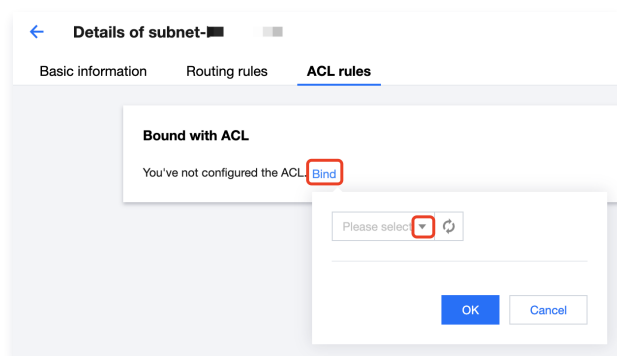 Details of subnet-
Basic information Routing rules ACL rules
Bound with ACL
You've not configured the ACL. Bind
Please select
OK Cancel